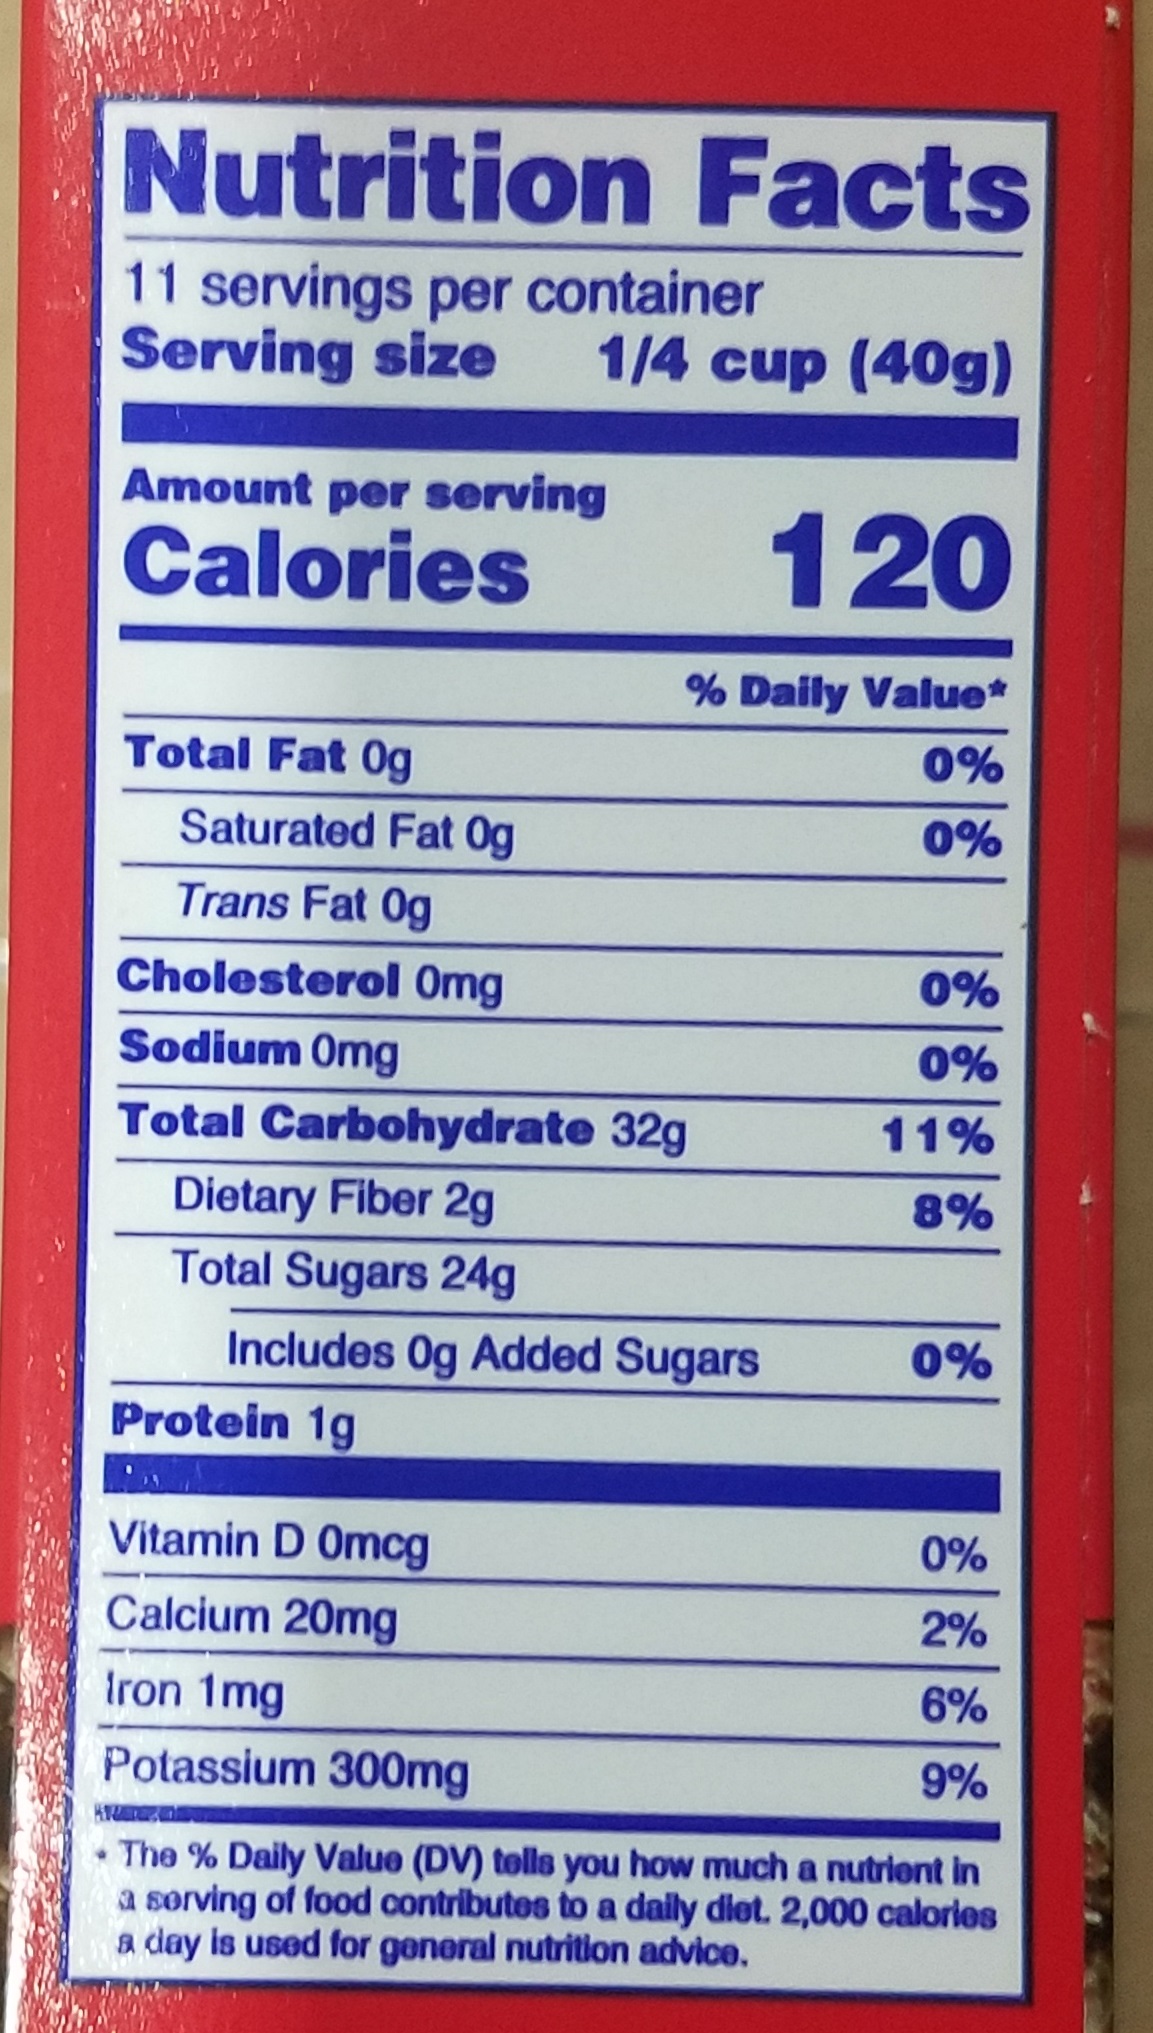 Nutrition Facts
11 servings per container
Serving size 1/4 cup (40g)
Amount per serving
Calories 120
% Daily Value*
Total Fat 0g 0%
Saturated Fat 0g 0%
Trans Fat 0g
Cholesterol 0mg 0%
Sodium 0mg 0%
Total Carbohydrate 32g 11%
Dietary Fiber 2g 8%
Total Sugars 24g
Includes 0g Added Sugars 0%
Protein 1g
Vitamin D 0mcg 0%
Calcium 20mg 2%
Iron 1mg 6%
Potassium 300mg 9%
* The % Daily Value (DV) tells you how much a nutrient in
a serving of food contributes to a daily diet. 2,000 calories
a day is used for general nutrition advice.